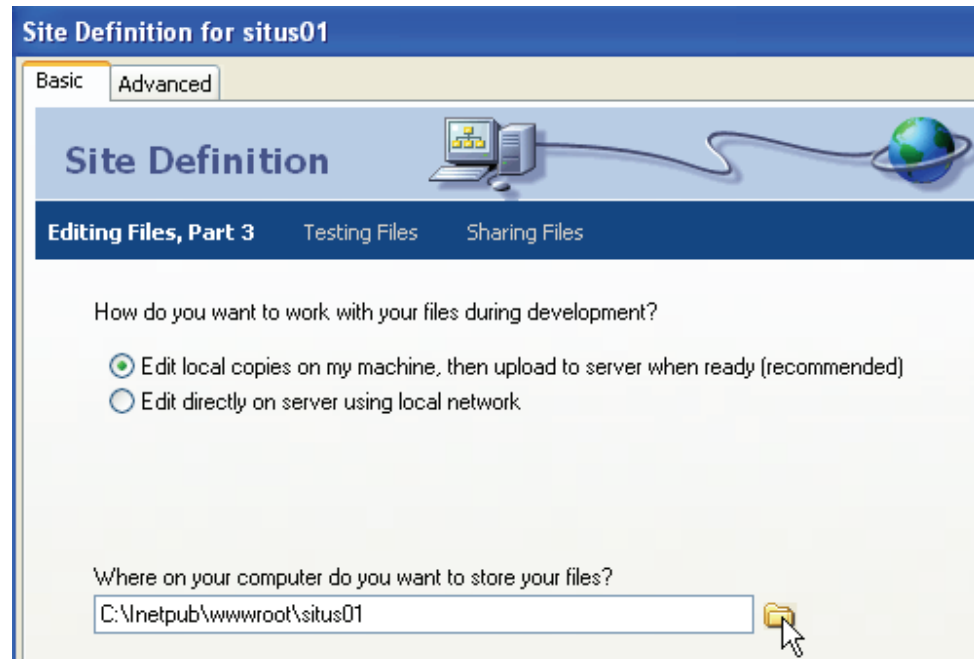 Site Definition for situs01
Basic
Advanced
Site Definition
Editing Files, Part 3
Testing Files
Sharing Files
How do you want to work with your files during development?
Edit local copies on my machine, then upload to server when ready (recommended)
Edit directly on server using local network
Where on your computer do you want to store your files?
C:\Inetpub\wwwroot\situs01